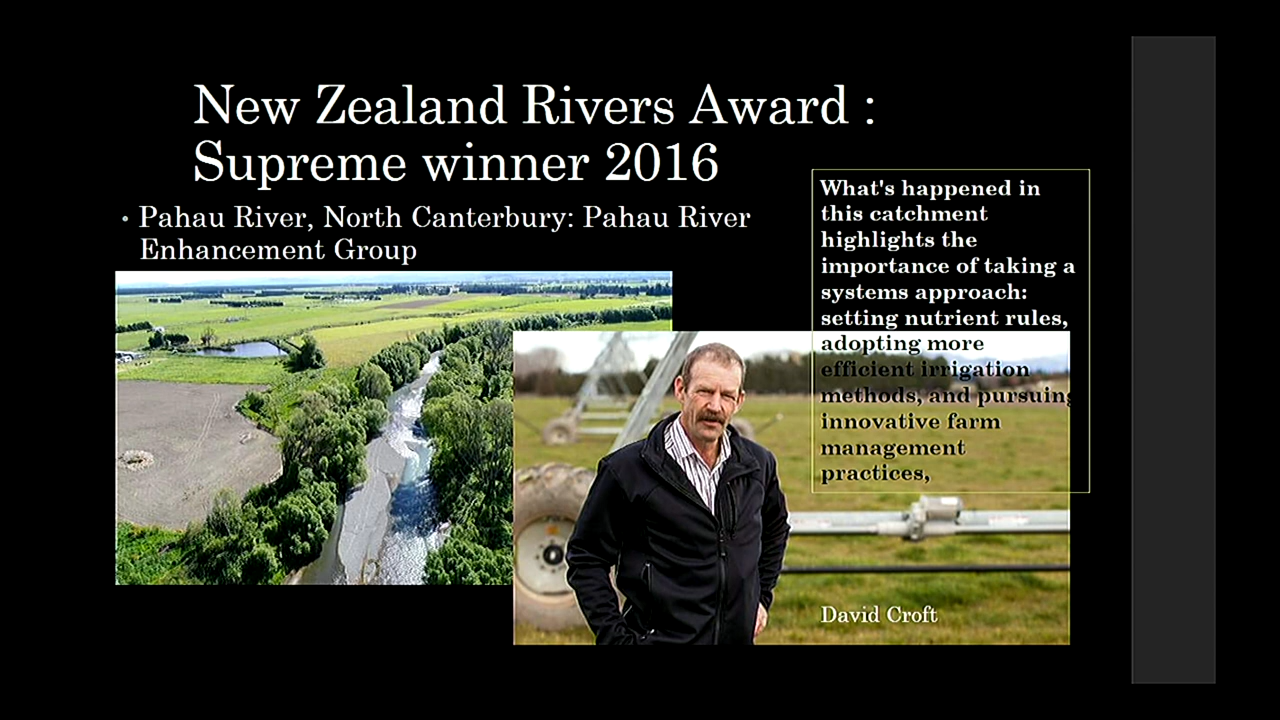 New Zealand Rivers Award :
Supreme winner 2016
• Pahau River, North Canterbury: Pahau River
Enhancement Group
What's happened in
this catchment
highlights the
importance of taking a
systems approach:
setting nutrient rules,
adopting more
efficient irrigation
methods, and pursuing
innovative farm
management
practices,
David Croft